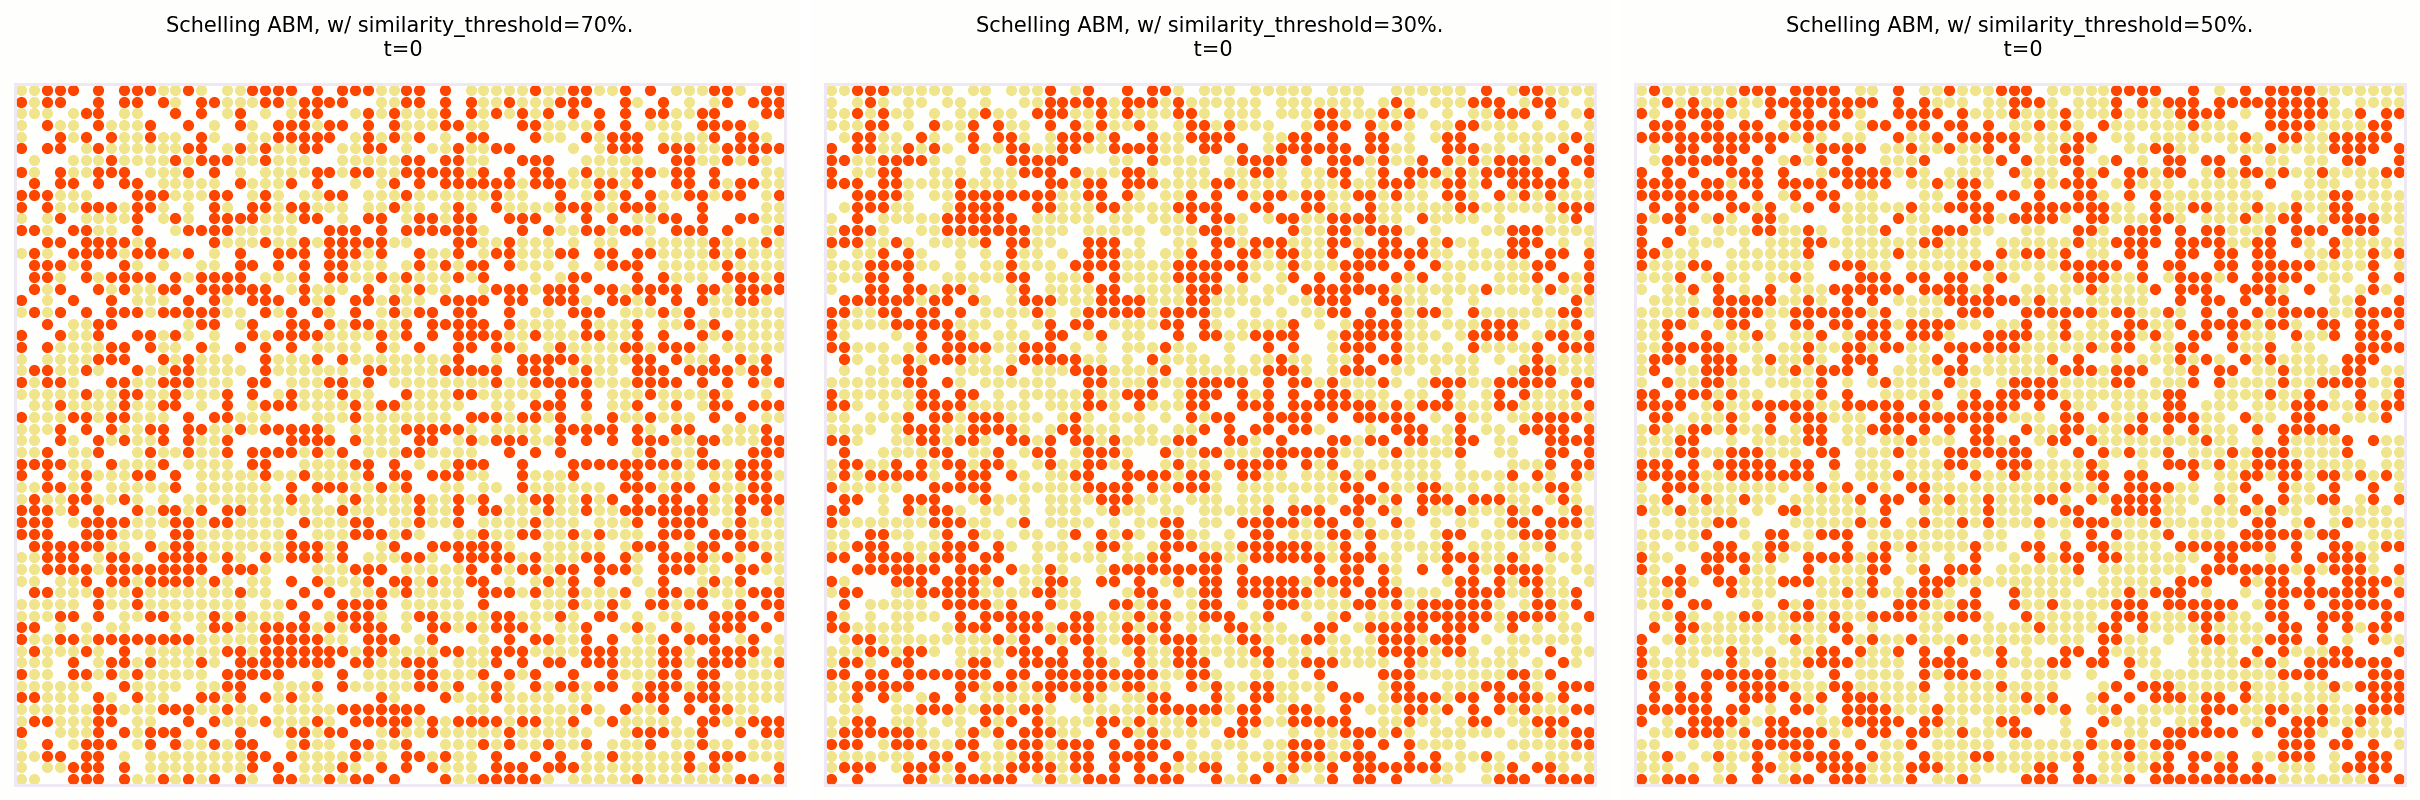 Schelling ABM, w/ similarity_threshold=70%.
t=0
Schelling ABM, w/ similarity_threshold=30%.
t=0
Schelling ABM, w/ similarity_threshold=50%.
t=0